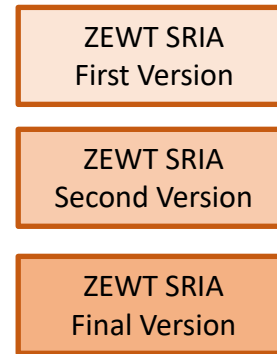 ZEWT SRIA
First Version
ZEWT SRIA
Second Version
ZEWT SRIA
Final Version